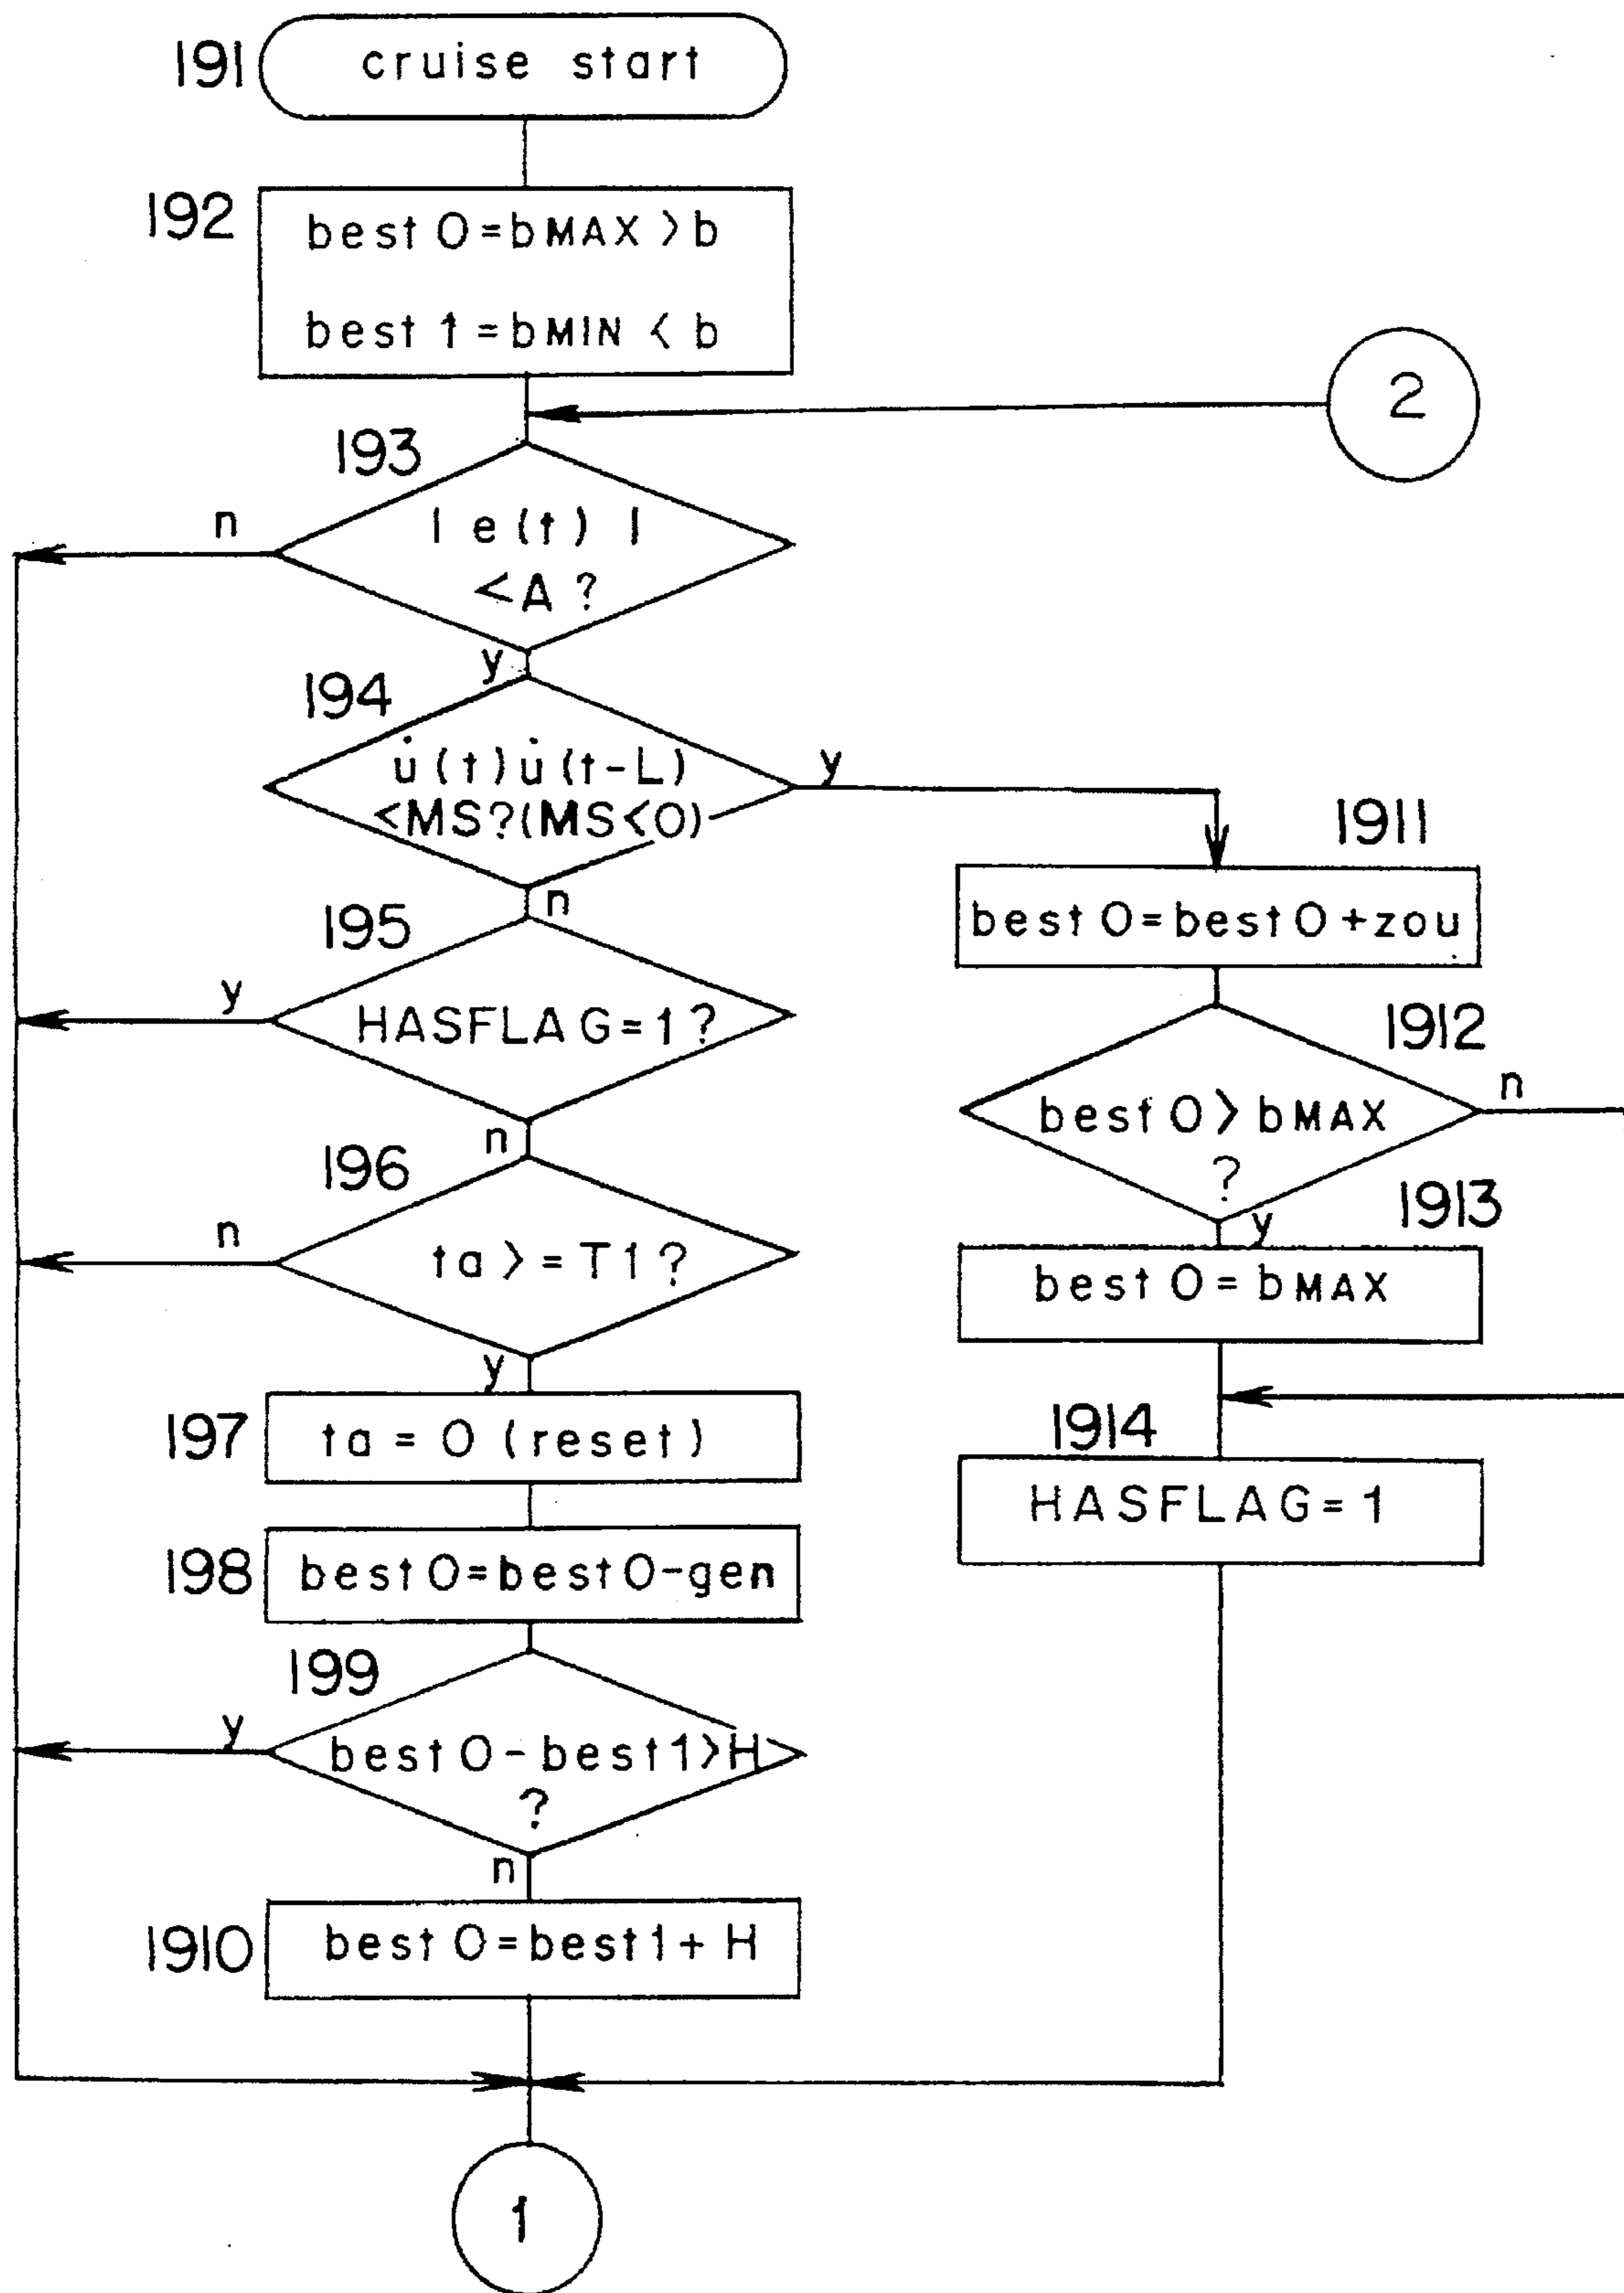 191
cruise start
192
best 0 = bMAX > b
best 1 = bMIN < b
2
193
n
| e(t) |
< A ?
y
194
u̇(t) u̇(t-L)
<MS?(MS<0)
y
1911
best 0 = best 0 + zou
n
195
y
HASFLAG = 1 ?
1912
n
best 0 > bMAX
?
n
196
1913
n
ta > = T1 ?
y
best 0 = bMAX
y
197
ta = 0 (reset)
1914
HASFLAG = 1
198
best 0 = best 0 - gen
199
y
best 0 - best 1 > H
?
n
1910
best 0 = best 1 + H
1